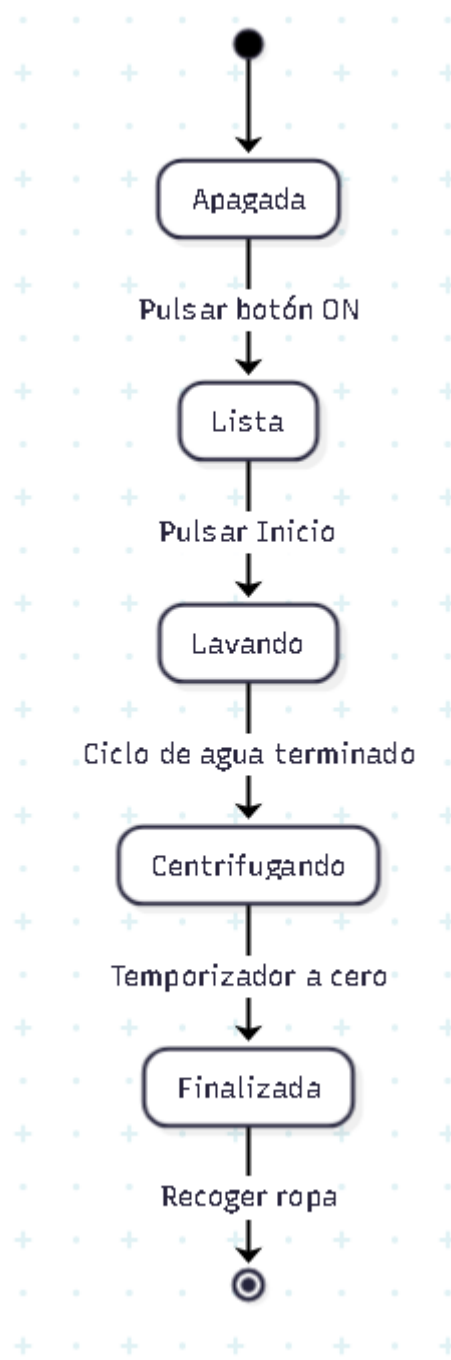 Apagada
Pulsar botón ON
Lista
Pulsar Inicio
Lavando
Ciclo de agua terminado
Centrifugando
Temporizador a cero
Finalizada
Recoger ropa